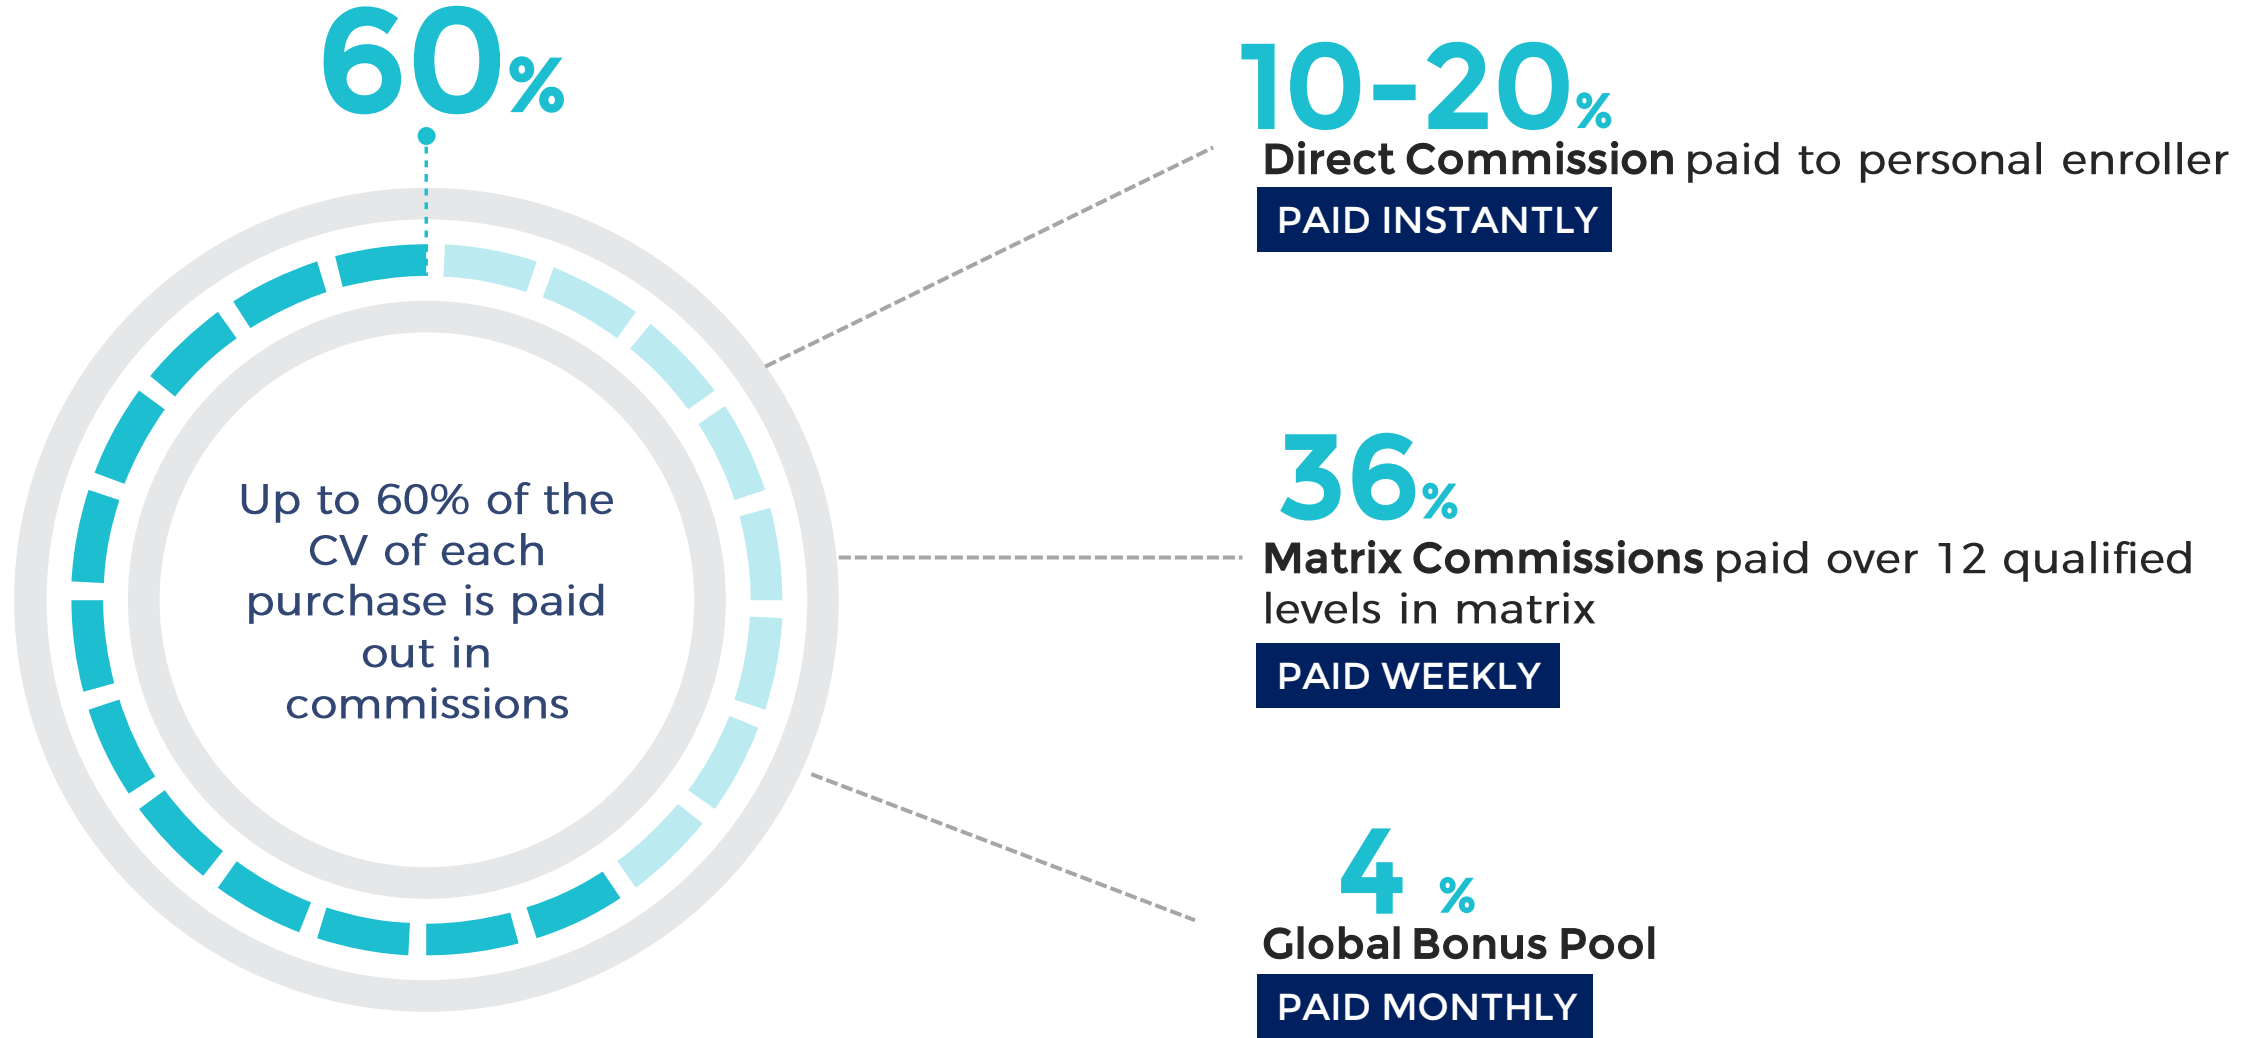 60%
Up to 60% of the
CV of each
purchase is paid
out in
commissions
10-20%
Direct Commission paid to personal enroller
PAID INSTANTLY
36%
Matrix Commissions paid over 12 qualified
levels in matrix
PAID WEEKLY
4 %
Global Bonus Pool
PAID MONTHLY